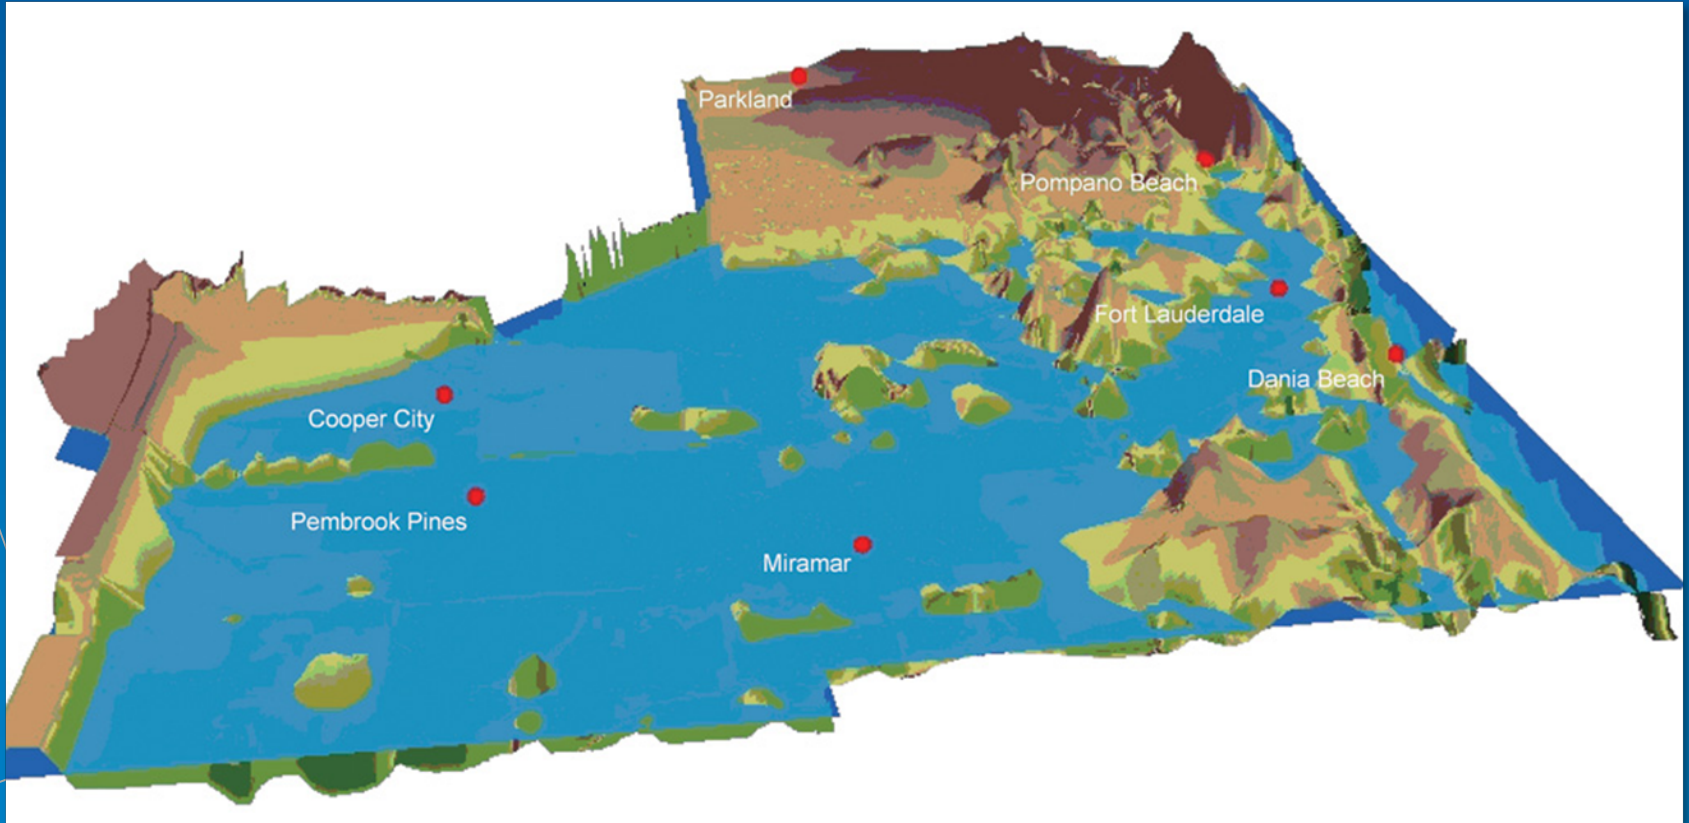 Parkland
Pompano Beach
Fort Lauderdale
Dania Beach
Cooper City
Pembrook Pines
Miramar